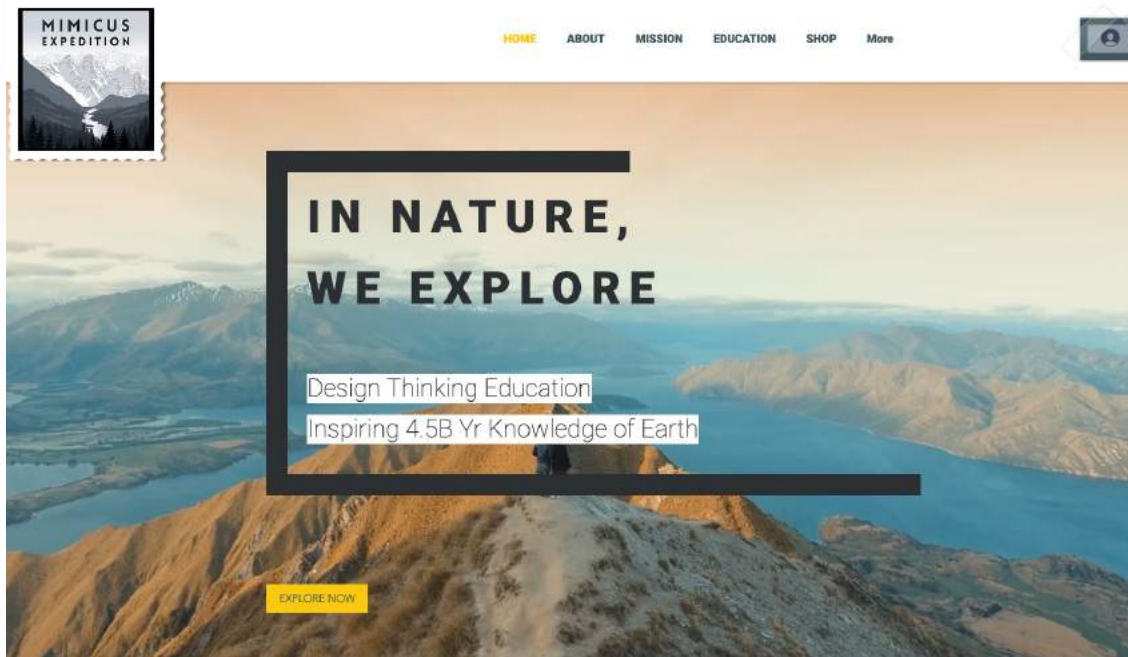 MIMICUS
EXPEDITION
HOME ABOUT MISSION EDUCATION SHOP More
IN NATURE,
WE EXPLORE
Design Thinking Education
Inspiring 4.5B Yr Knowledge of Earth
EXPLORE NOW